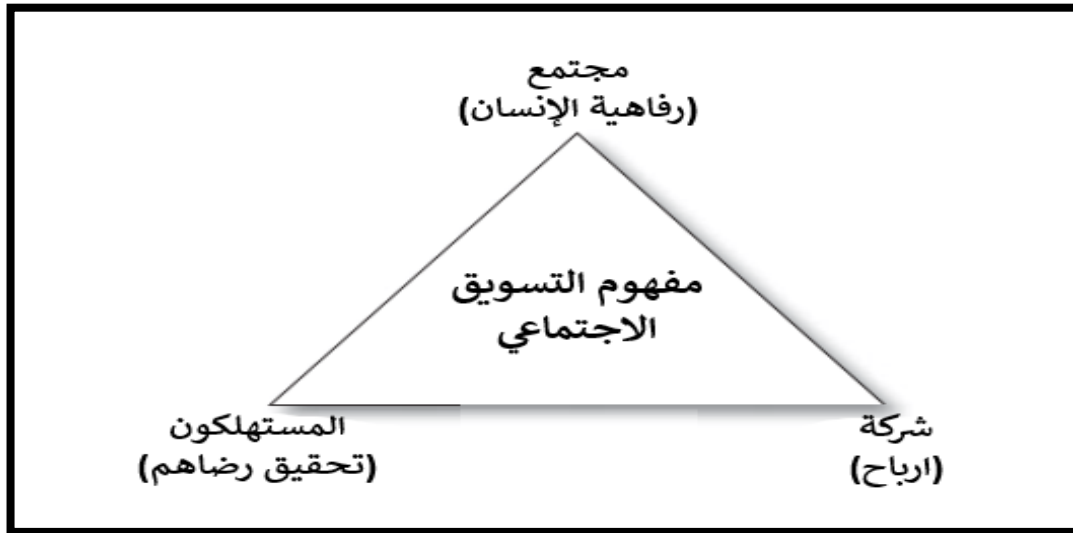 مجتمع
(رفاهية الإنسان)
مفهوم التسويق
الاجتماعي
المستهلكون
(تحقيق رضاهم)
شركة
(ارباح)